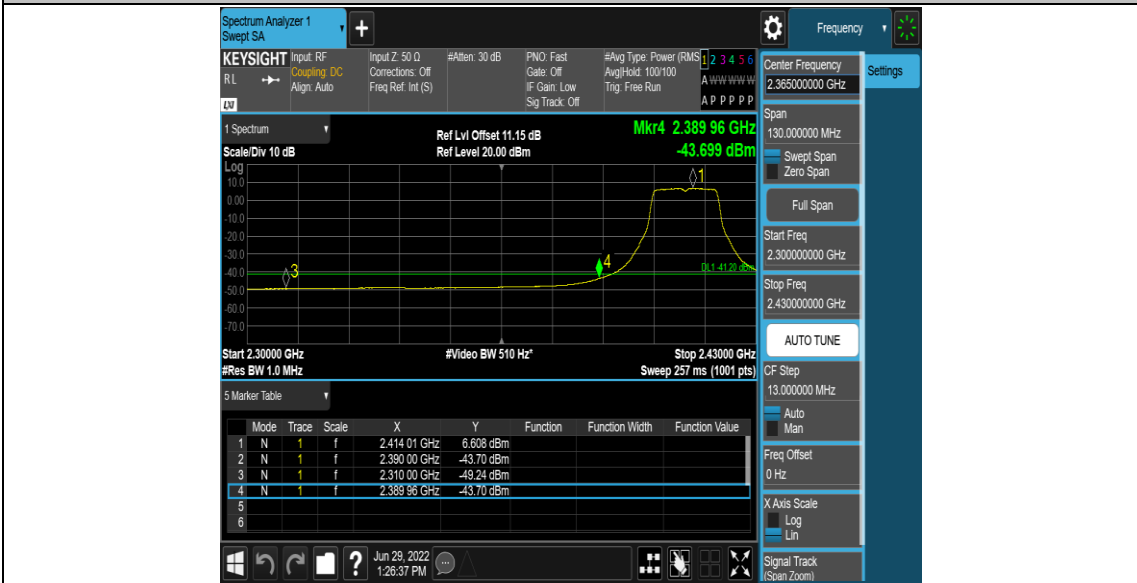 Spectrum Analyzer 1
Swept SA
+
Frequency
KEYSIGHT Input: RF Input Z: 50 Ω #Atten: 30 dB PNO: Fast #Avg Type: Power (RMS 1 2 3 4 5 6
R L Coupling: DC Corrections: Off Gate: Off Avg|Hold: 100/100 A W W W W W
Align: Auto Freq Ref: Int (S) IF Gain: Low Trig: Free Run
LXI Sig Track: Off A P P P P P
Center Frequency
2.365000000 GHz
Settings
Span
130.000000 MHz
Swept Span
Zero Span
Full Span
Start Freq
2.300000000 GHz
Stop Freq
2.430000000 GHz
AUTO TUNE
CF Step
13.000000 MHz
Auto
Man
Freq Offset
0 Hz
X Axis Scale
Log
Lin
Signal Track
(Span Zoom)
1 Spectrum
Ref Lvl Offset 11.15 dB
Mkr4 2.389 96 GHz
Scale/Div 10 dB
Ref Level 20.00 dBm
-43.699 dBm
Log
10.0
0.00
-10.0
-20.0
-30.0
-40.0
-50.0
-60.0
-70.0
1
3
4
DL1 -41.20 dBm
Start 2.30000 GHz #Video BW 510 Hz* Stop 2.43000 GHz
#Res BW 1.0 MHz Sweep 257 ms (1001 pts)
5 Marker Table
Mode Trace Scale X Y Function Function Width Function Value
1 N 1 f 2.414 01 GHz 6.608 dBm
2 N 1 f 2.390 00 GHz -43.70 dBm
3 N 1 f 2.310 00 GHz -49.24 dBm
4 N 1 f 2.389 96 GHz -43.70 dBm
5
6
? Jun 29, 2022
1:26:37 PM